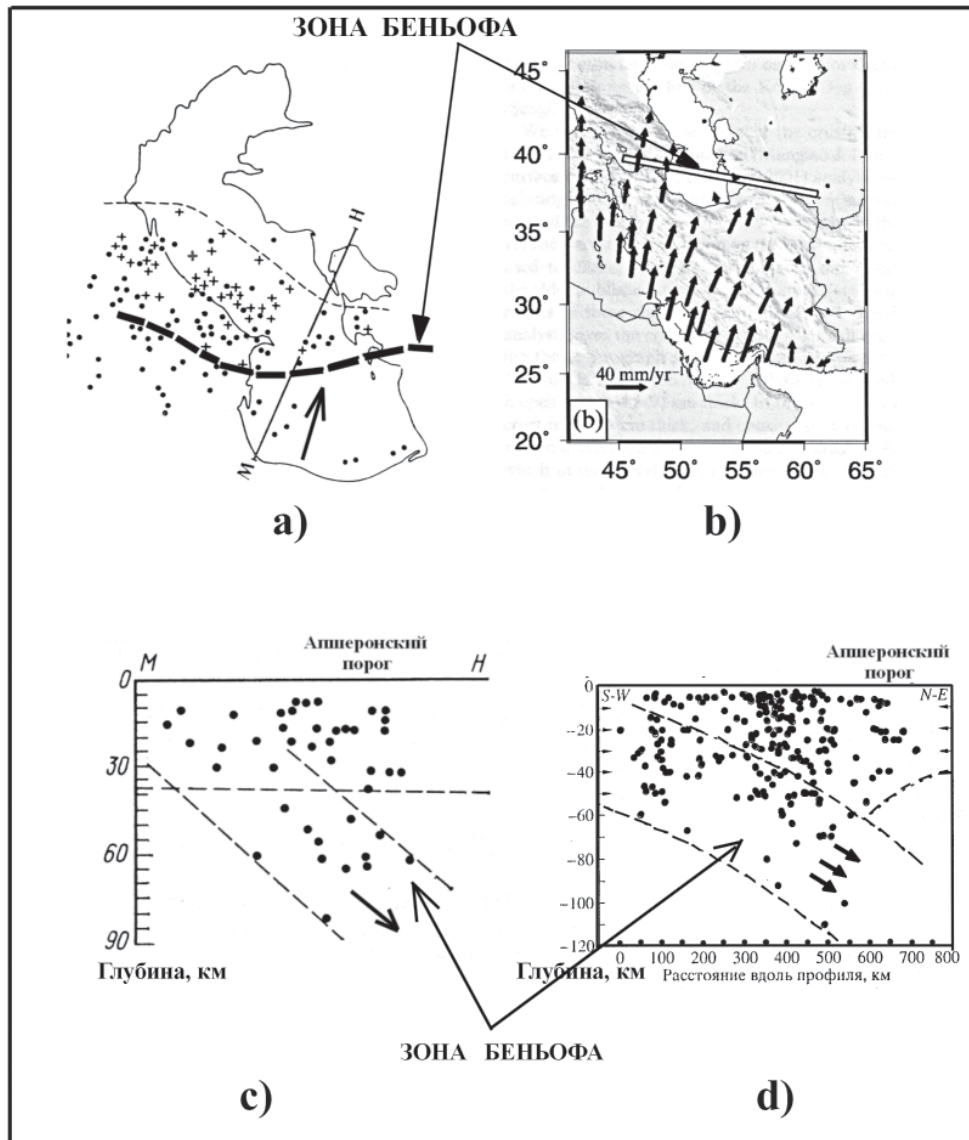 ЗОНА БЕНЬОФА
Н
М
a)
b)
45°
40°
35°
30°
25°
20°
40 mm/yr
(b)
45° 50° 55° 60° 65°
b)
М
Апшеронский
порог
Н
0
30
60
90
Глубина, км
c)
Апшеронский
порог
S-W
N-E
-0
-20
-40
-60
-80
-100
-120
0 100 200 300 400 500 600 700 800
Глубина, км
Расстояние вдоль профиля, км
ЗОНА БЕНЬОФА
d)